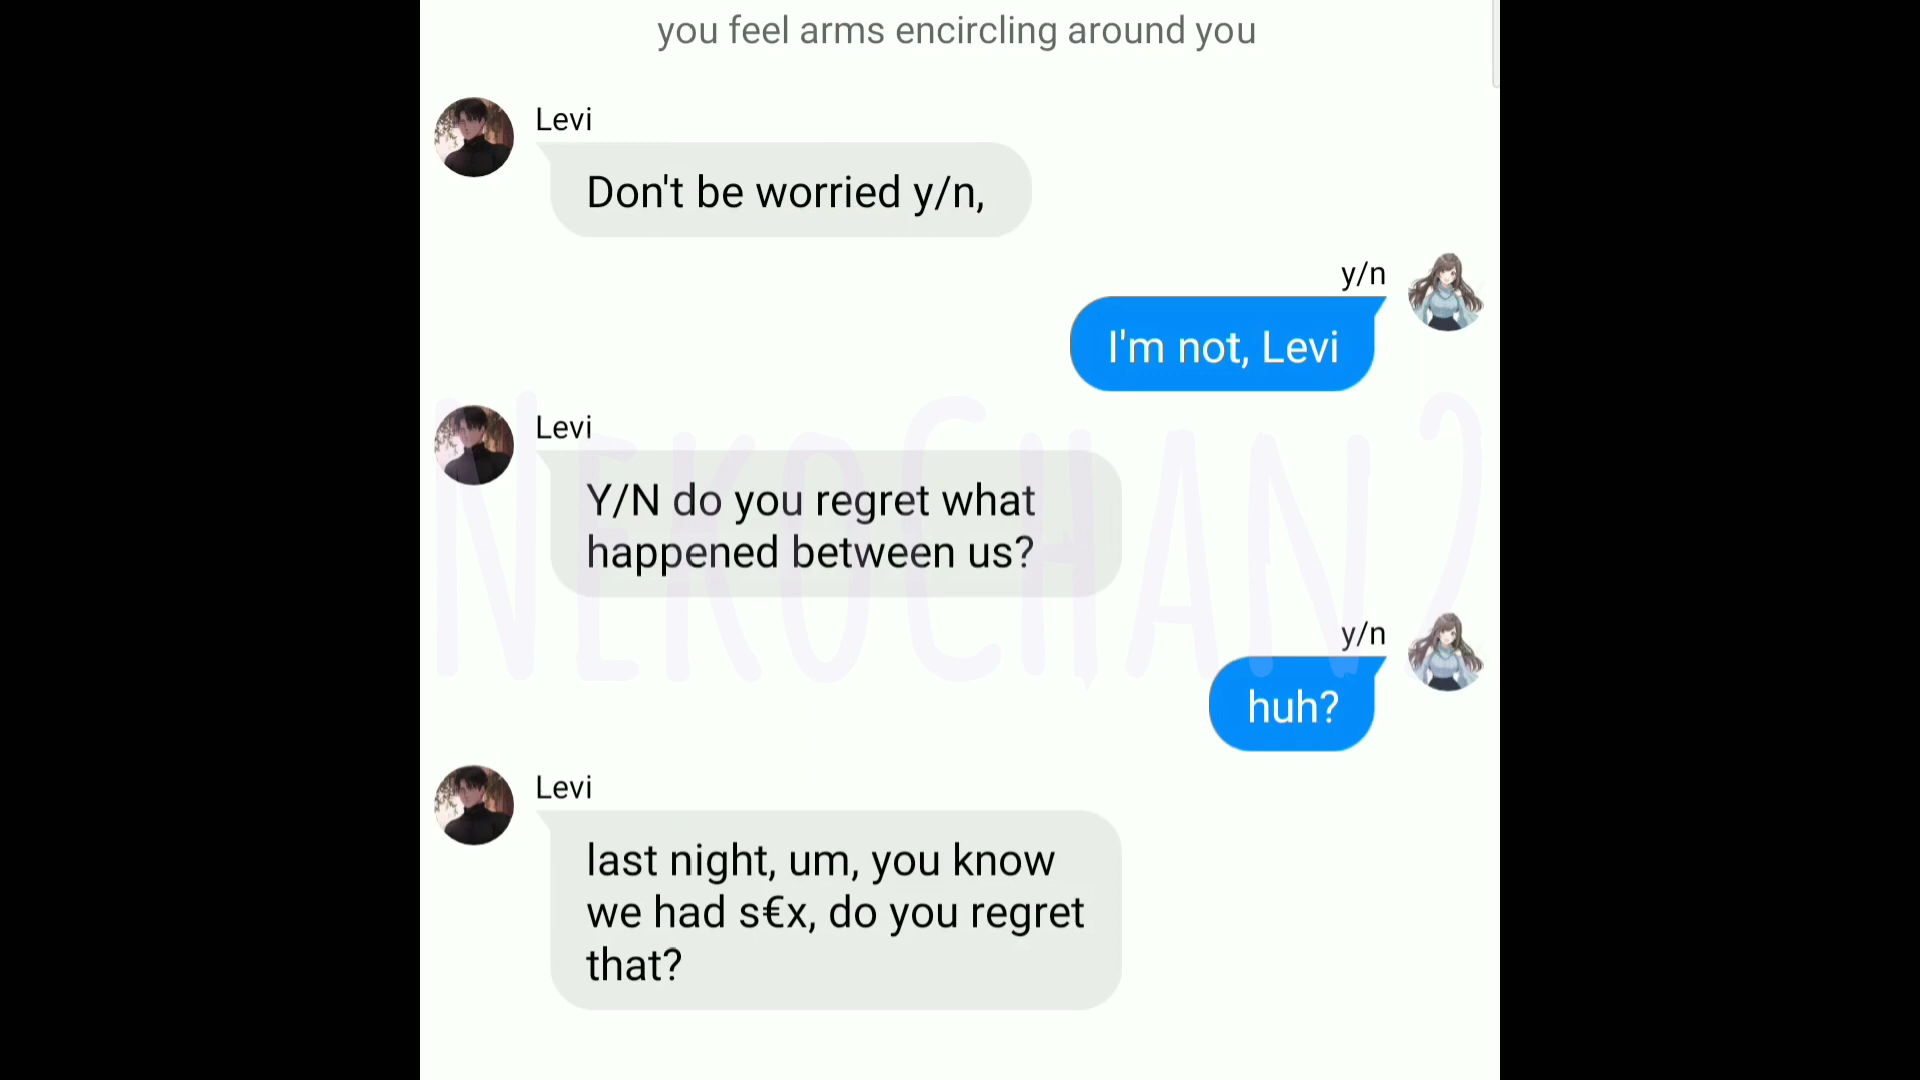 you feel arms encircling around you
Levi
Don't be worried y/n,
y/n
I'm not, Levi
Levi
Y/N do you regret what
happened between us?
y/n
huh?
Levi
last night, um, you know
we had s€x, do you regret
that?
NEKOCHAN2